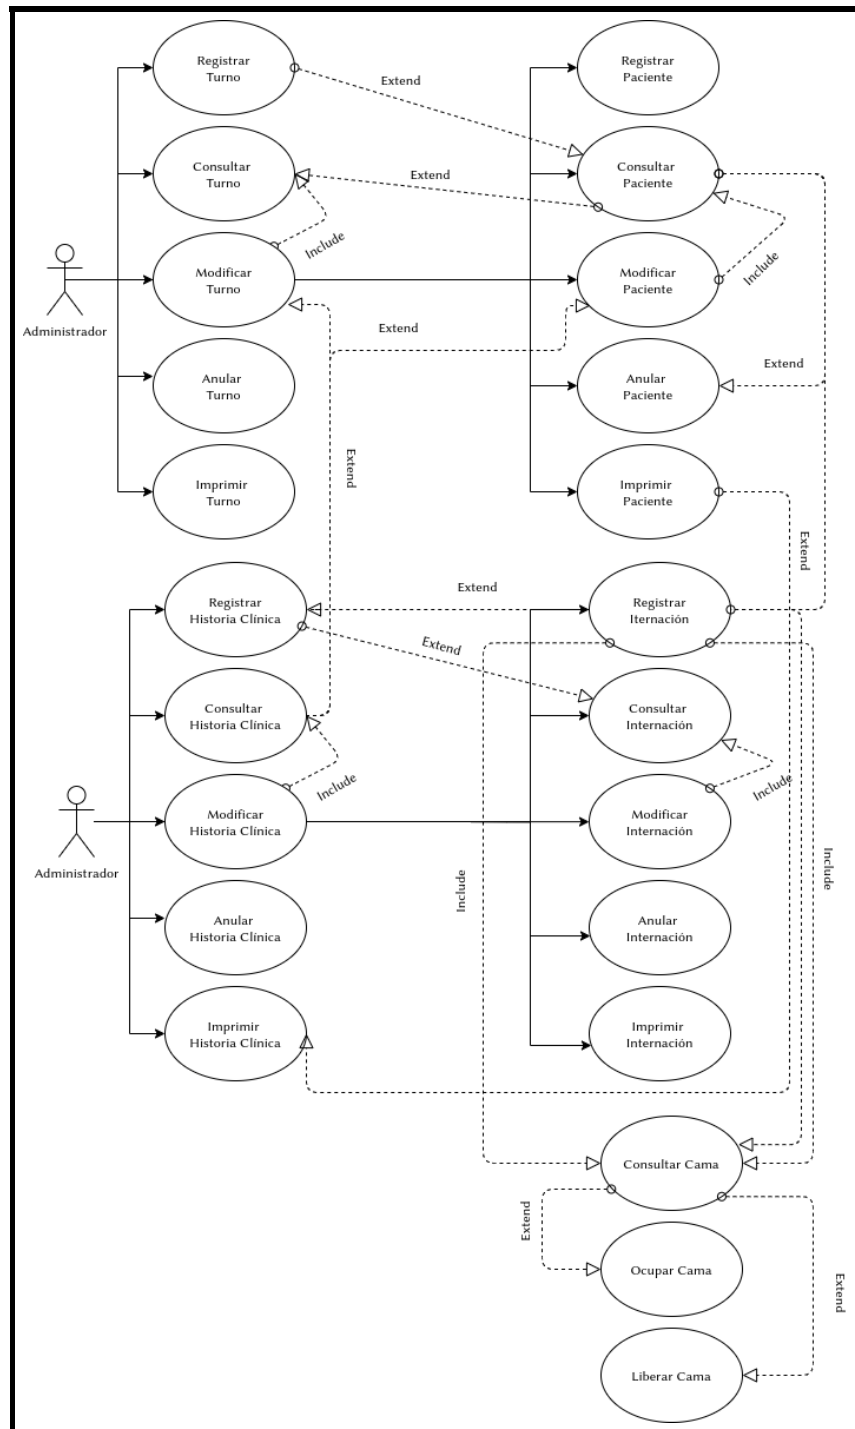 Registrar
Turno
Registrar
Paciente
Extend
Consultar
Turno
Extend
Consultar
Paciente
Include
Include
Modificar
Turno
Modificar
Paciente
Administrador
Extend
Extend
Anular
Turno
Anular
Paciente
Extend
Imprimir
Turno
Imprimir
Paciente
Extend
Extend
Registrar
Historia Clínica
Registrar
Iternación
Extend
Consultar
Historia Clínica
Consultar
Internación
Include
Include
Modificar
Historia Clínica
Modificar
Internación
Administrador
Include
Include
Anular
Historia Clínica
Anular
Internación
Imprimir
Historia Clínica
Imprimir
Internación
Consultar Cama
Extend
Ocupar Cama
Extend
Liberar Cama